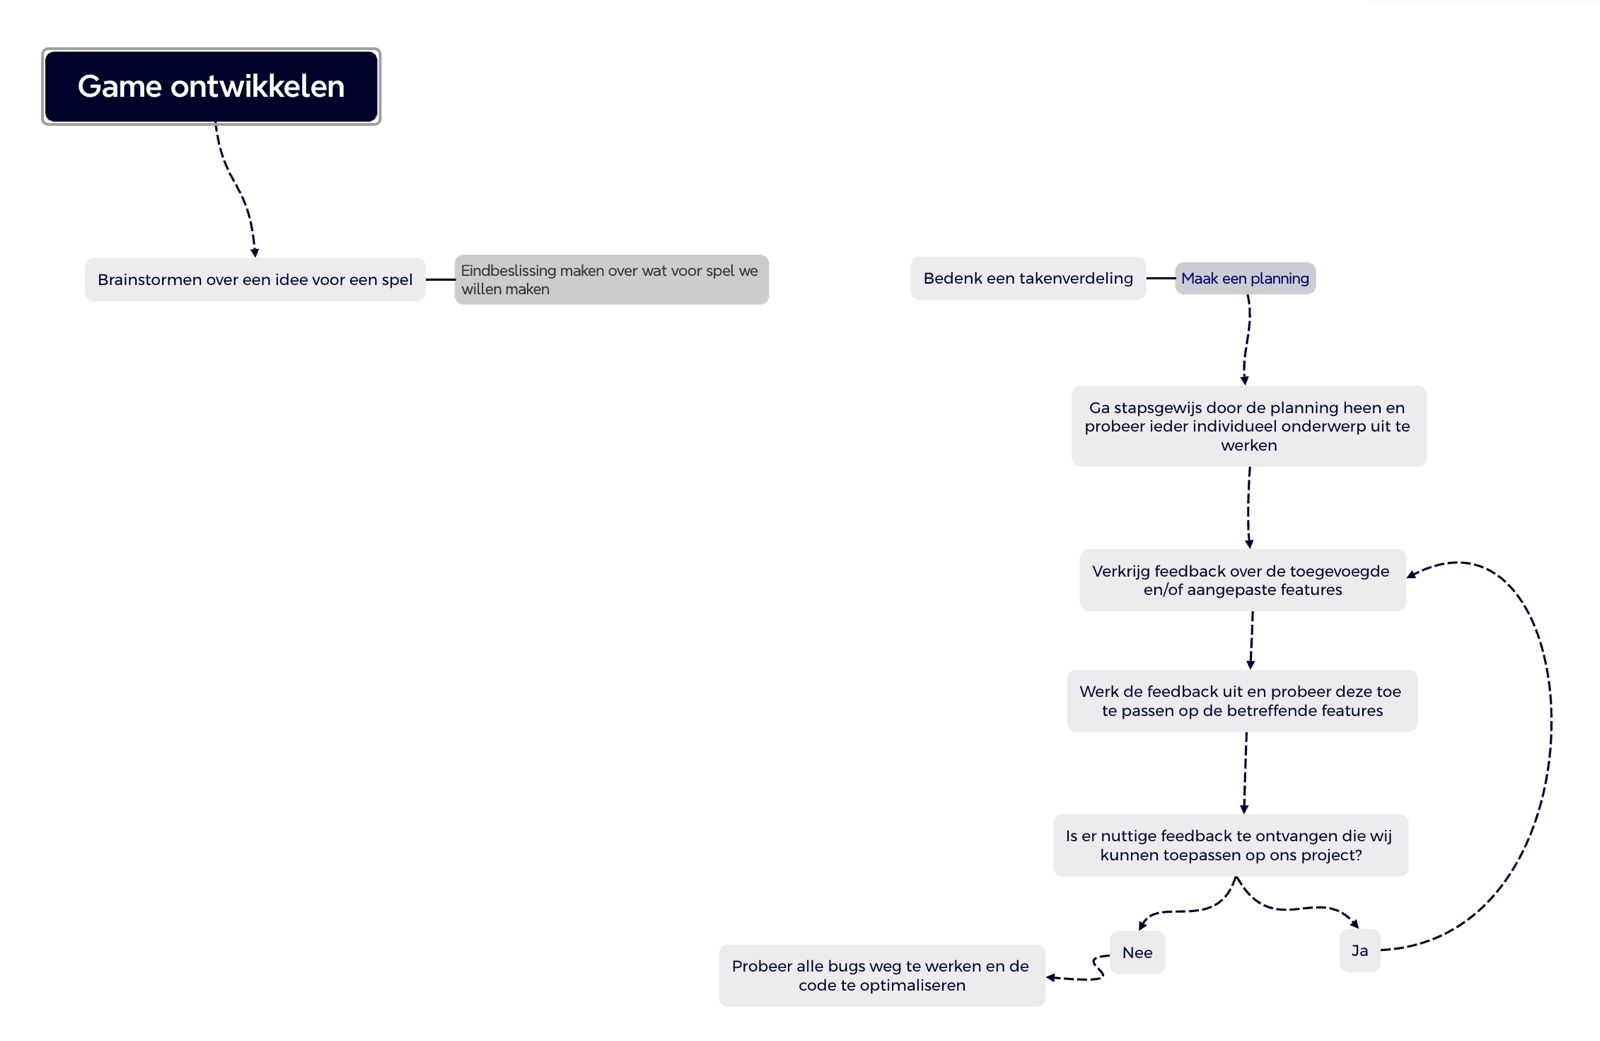 Game ontwikkelen
Brainstormen over een idee voor een spel
Eindbeslissing maken over wat voor spel we
willen maken
Bedenk een takenverdeling
Maak een planning
Ga stapsgewijs door de planning heen en
probeer ieder individueel onderwerp uit te
werken
Verkrijg feedback over de toegevoegde
en/of aangepaste features
Werk de feedback uit en probeer deze toe
te passen op de betreffende features
Is er nuttige feedback te ontvangen die wij
kunnen toepassen op ons project?
Nee
Ja
Probeer alle bugs weg te werken en de
code te optimaliseren